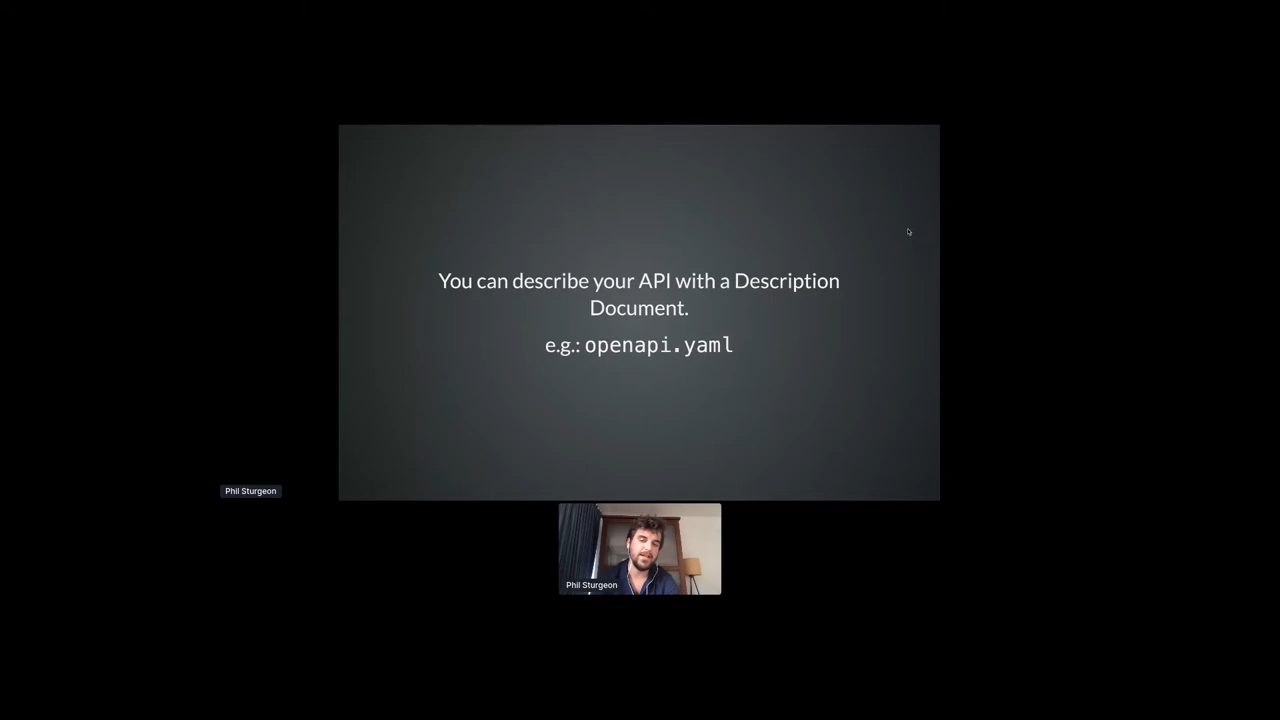 You can describe your API with a Description
Document.
e.g.: openapi.yaml
Phil Sturgeon
Phil Sturgeon